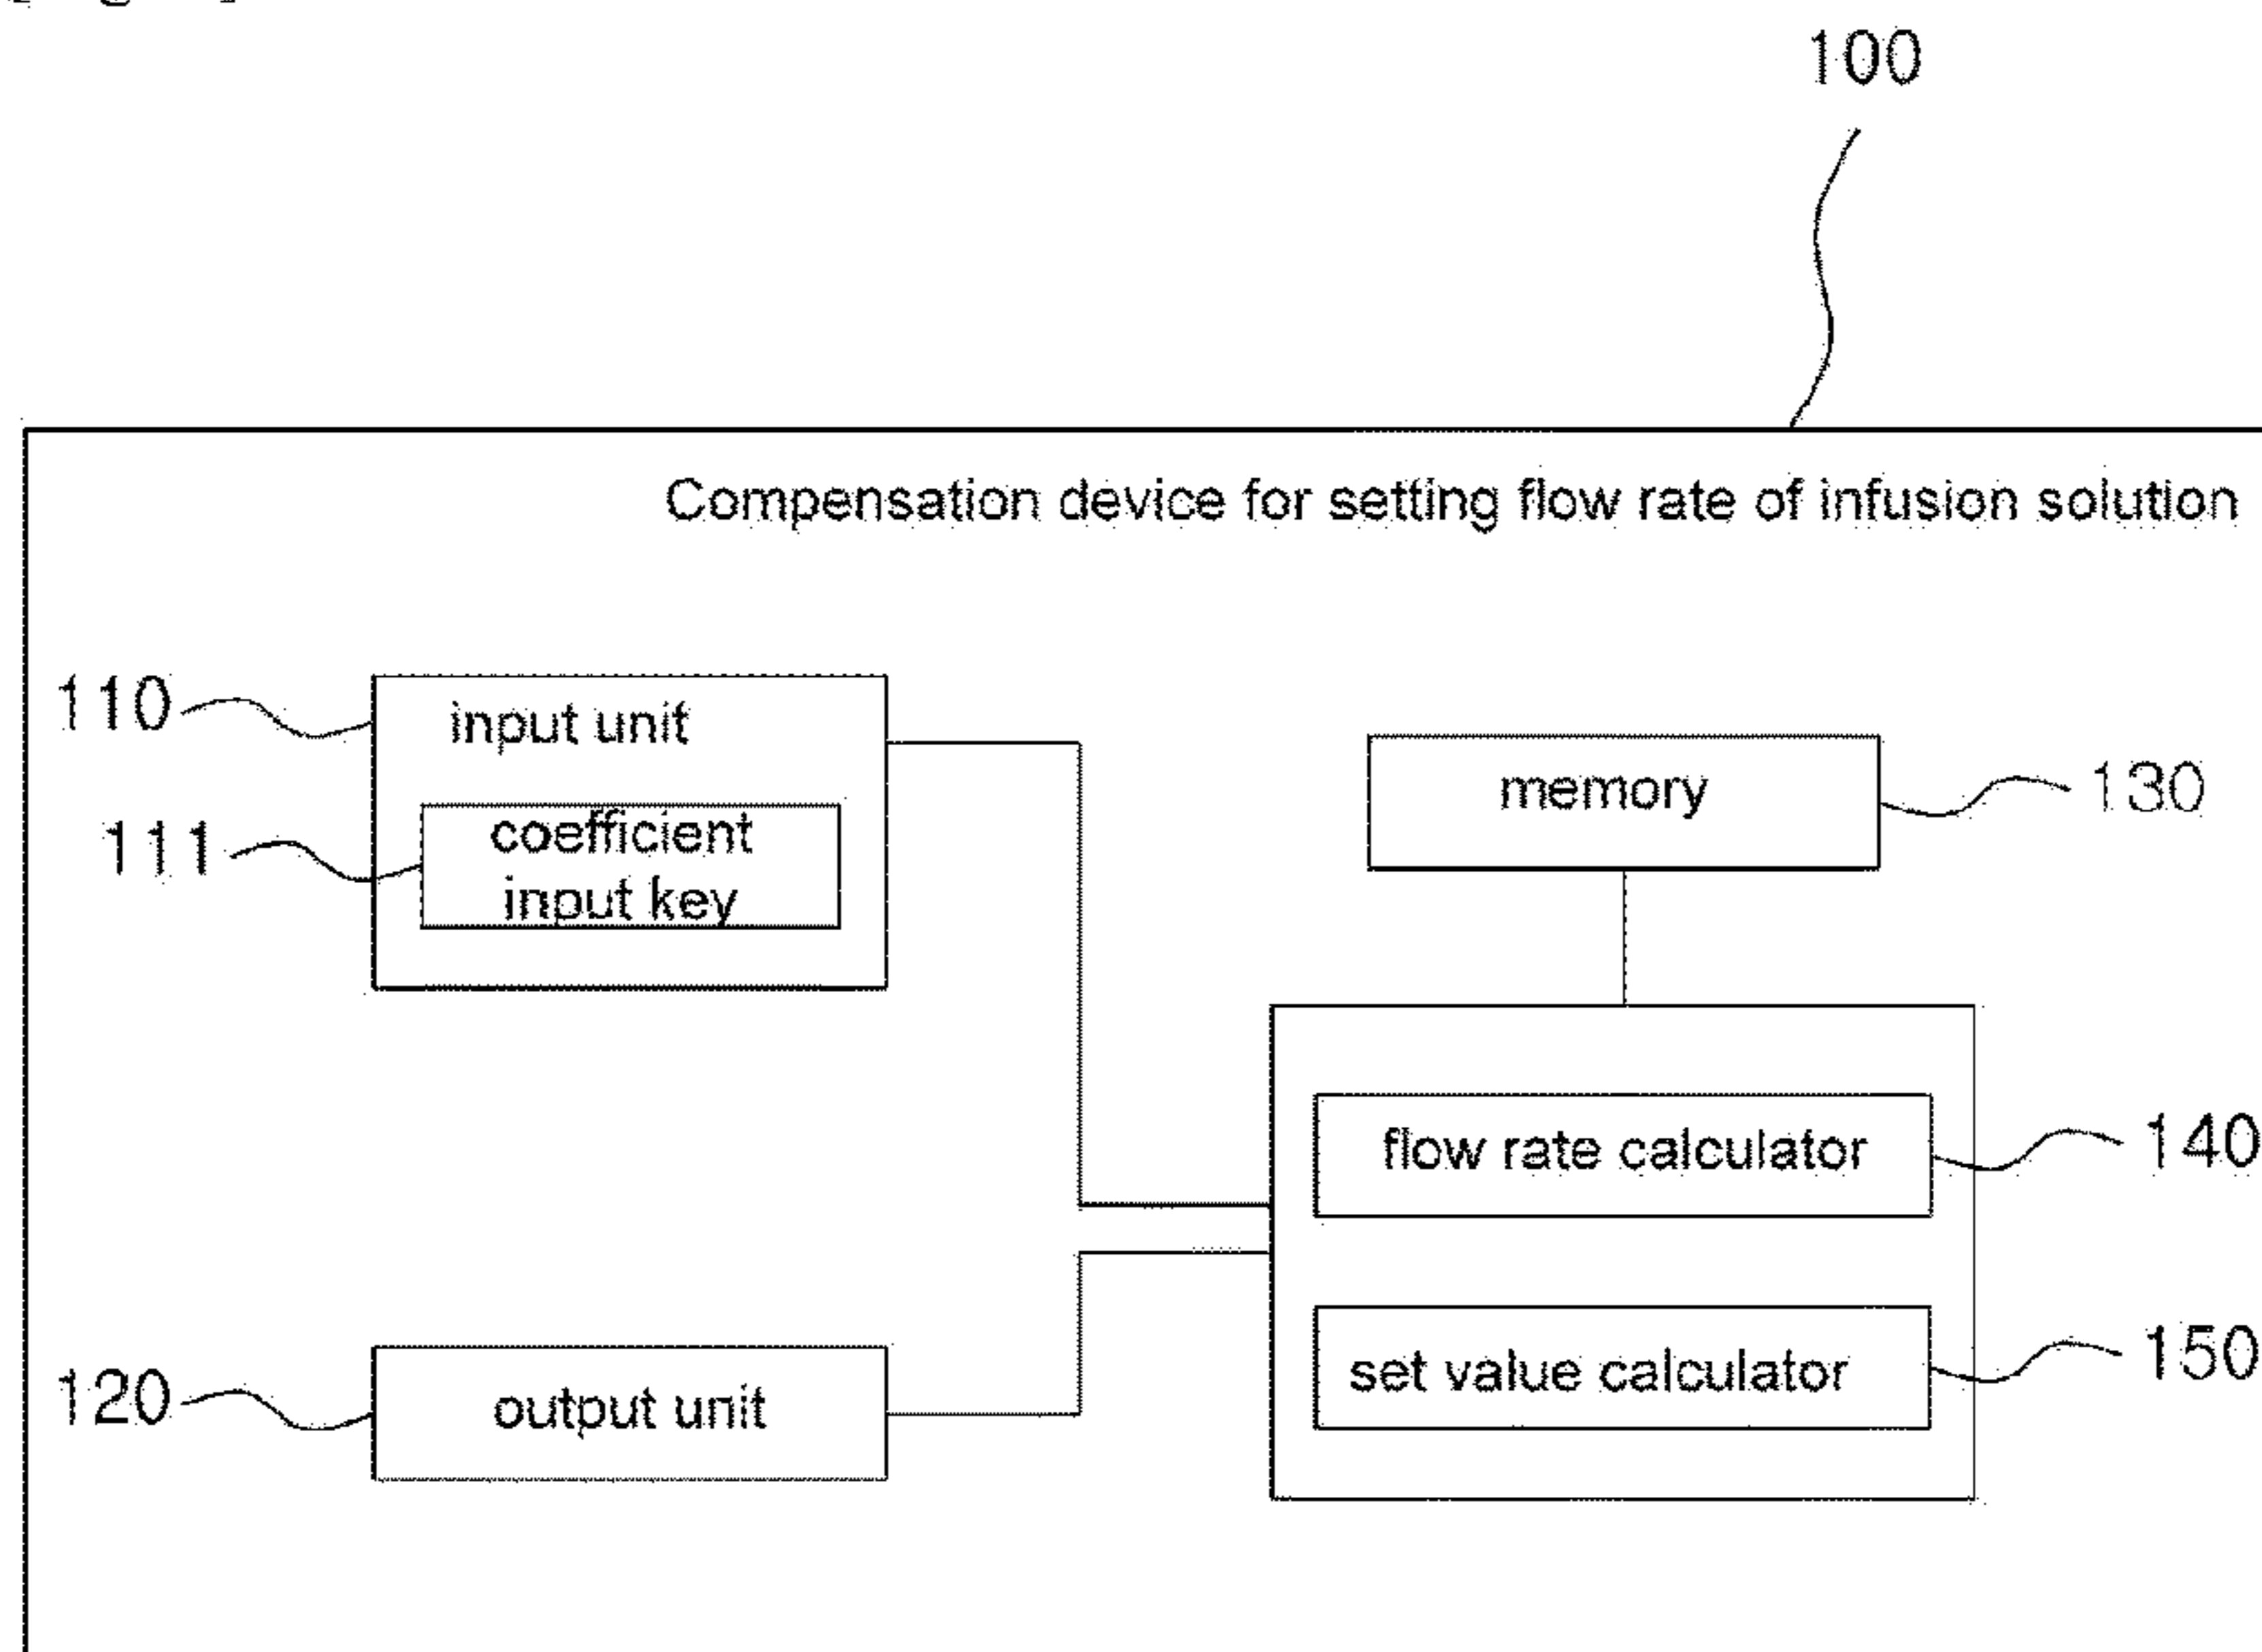 100
Compensation device for setting flow rate of infusion solution
110
input unit
111
coefficient
input key
memory
130
flow rate calculator
140
set value calculator
150
120
output unit